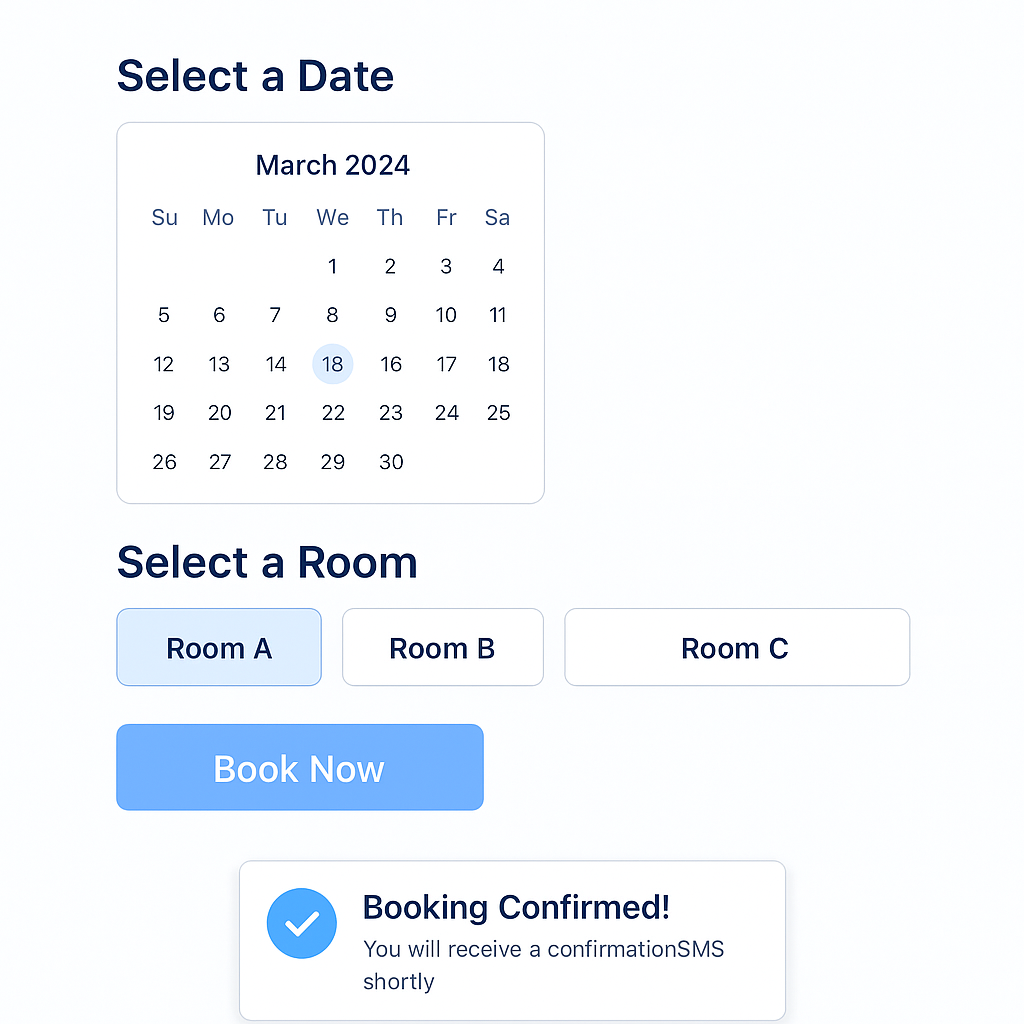 Select a Date
March 2024
Su Mo Tu We Th Fr Sa
1 2 3 4
5 6 7 8 9 10 11
12 13 14 18 16 17 18
19 20 21 22 23 24 25
26 27 28 29 30
Select a Room
Room A Room B Room C
Book Now
Booking Confirmed!
You will receive a confirmationSMS
shortly